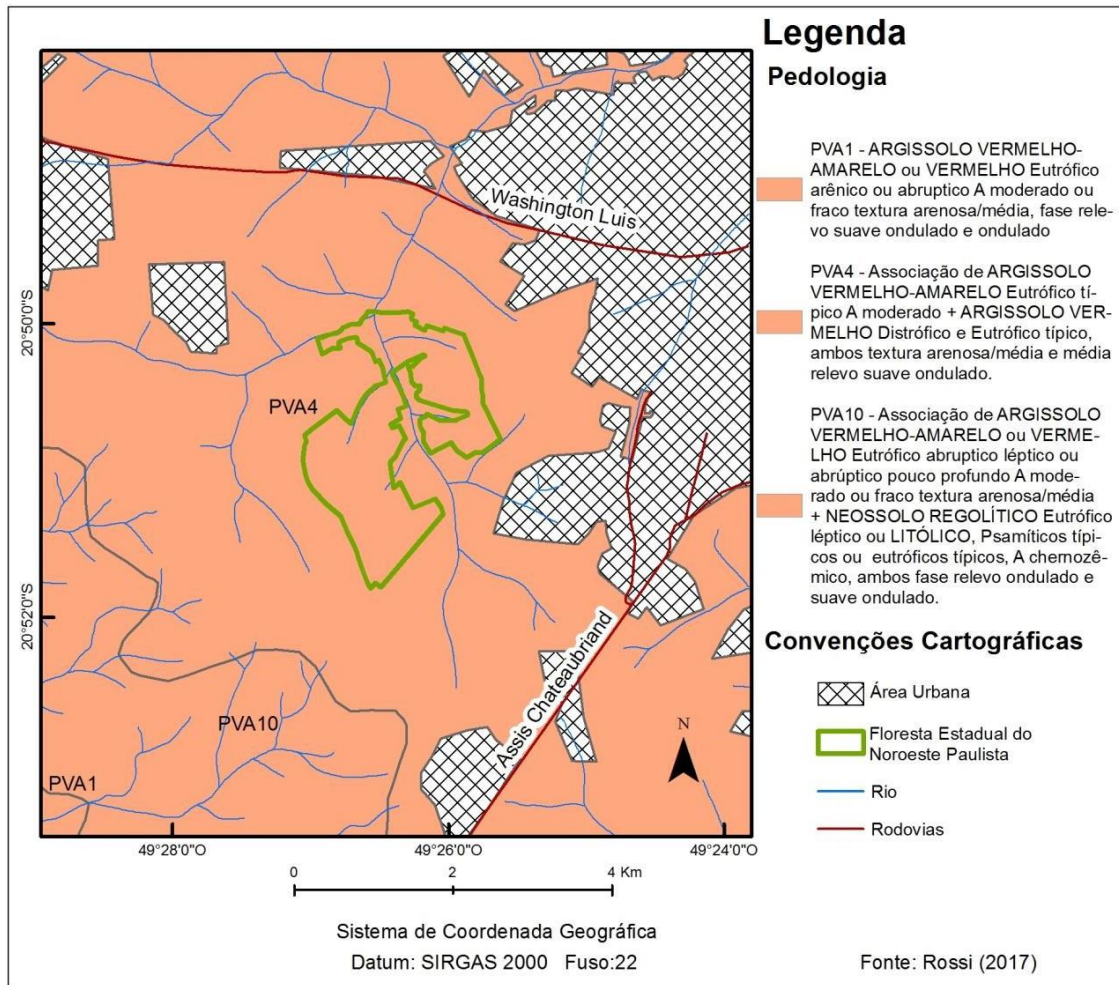 Legenda
Pedologia
PVA1 - ARGISSOLO VERMELHO-
AMARELO ou VERMELHO Eutrófico
arênico ou abruptico A moderado ou
fraco textura arenosa/média, fase rele-
vo suave ondulado e ondulado
PVA4 - Associação de ARGISSOLO
VERMELHO-AMARELO Eutrófico tí-
pico A moderado + ARGISSOLO VER-
MELHO Distrófico e Eutrófico típico,
ambos textura arenosa/média e média
relevo suave ondulado.
PVA10 - Associação de ARGISSOLO
VERMELHO-AMARELO ou VERME-
LHO Eutrófico abruptico léptico ou
abrúptico pouco profundo A mode-
rado ou fraco textura arenosa/média
+ NEOSSOLO REGOLÍTICO Eutrófico
léptico ou LITÓLICO, Psamíticos típi-
cos ou eutróficos típicos, A chernozê-
mico, ambos fase relevo ondulado e
suave ondulado.
Convenções Cartográficas
Área Urbana
Floresta Estadual do
Noroeste Paulista
Rio
Rodovias
Washington Luis
PVA4
PVA10
PVA1
Assis Chateaubriand
N
20°50'0"S
20°52'0"S
49°28'0"O
49°26'0"O
49°24'0"O
0 2 4 Km
Sistema de Coordenada Geográfica
Datum: SIRGAS 2000 Fuso:22
Fonte: Rossi (2017)